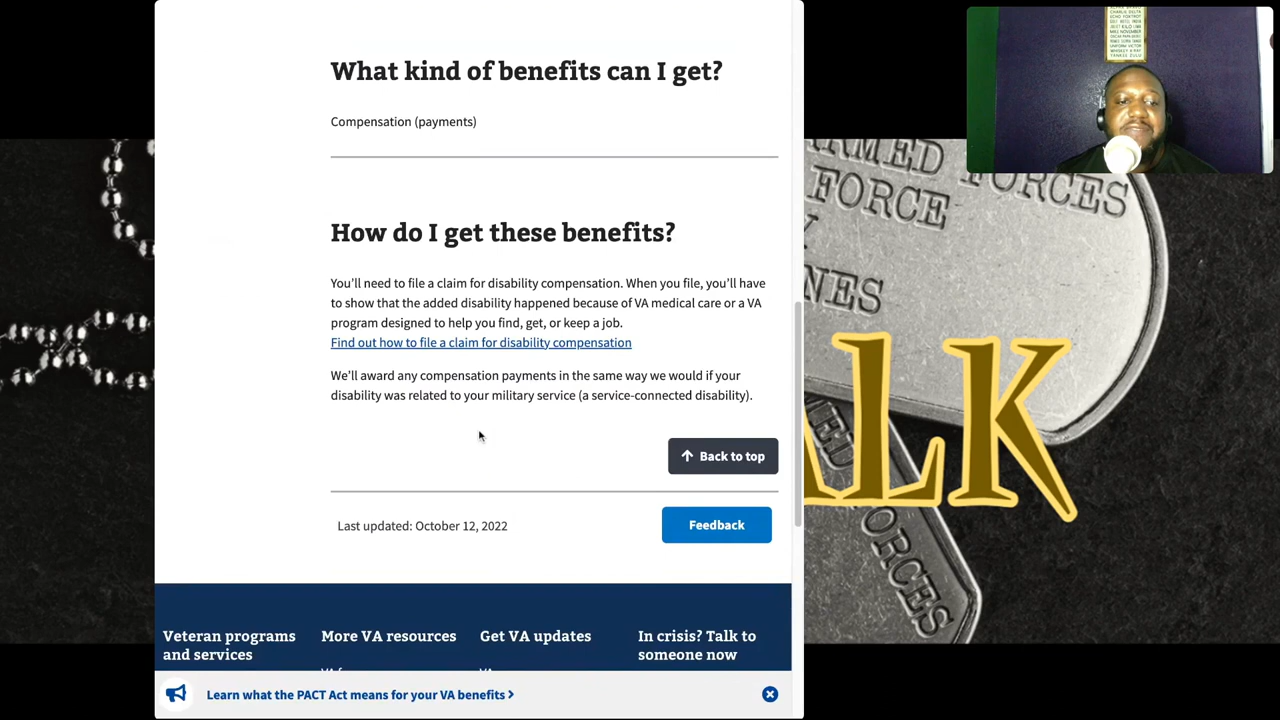 What kind of benefits can I get?
Compensation (payments)
How do I get these benefits?
You'll need to file a claim for disability compensation. When you file, you'll have
to show that the added disability happened because of VA medical care or a VA
program designed to help you find, get, or keep a job.
Find out how to file a claim for disability compensation
We'll award any compensation payments in the same way we would if your
disability was related to your military service (a service-connected disability).
Back to top
Last updated: October 12, 2022
Feedback
Veteran programs
and services
More VA resources
Get VA updates
In crisis? Talk to
someone now
Learn what the PACT Act means for your VA benefits
ARMED FORCES
FORCE
ALK